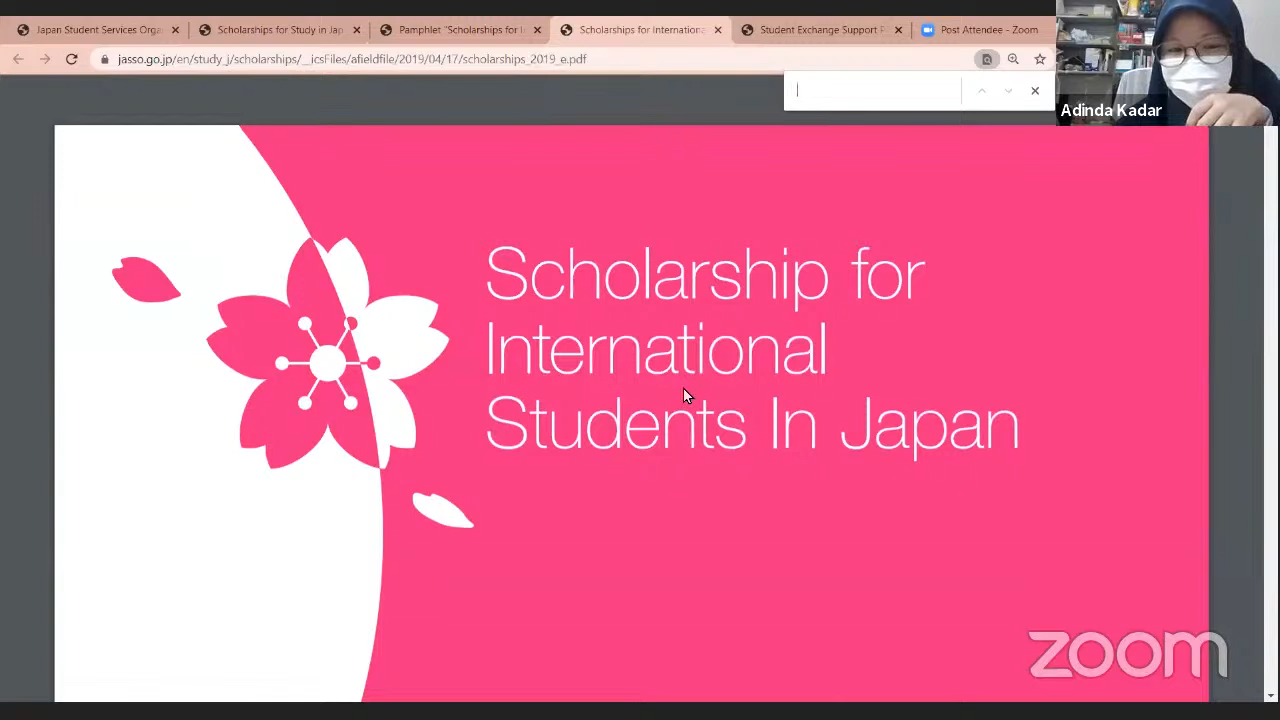 Japan Student Services Orga
Scholarships for Study in Jap
Pamphlet "Scholarships for I
Scholarships for Internationa
Student Exchange Support P
Post Attendee - Zoom
jasso.go.jp/en/study_j/scholarships/__icsFiles/afieldfile/2019/04/17/scholarships_2019_e.pdf
Adinda Kadar
Scholarship for
International
Students In Japan
zoom